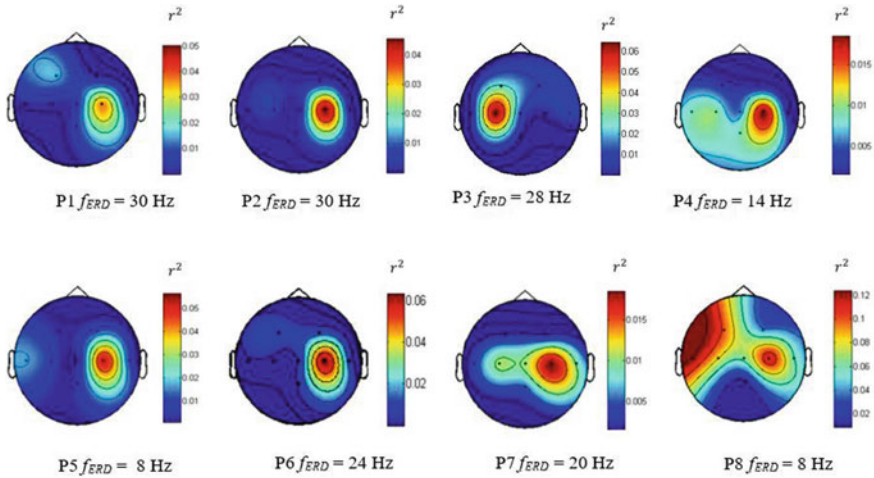 r²
r²
r²
r²
0.05
0.04
0.03
0.02
0.01
0.04
0.03
0.02
0.01
0.06
0.05
0.04
0.03
0.02
0.01
0.015
0.01
0.005
P1 fERD = 30 Hz
P2 fERD = 30 Hz
P3 fERD = 28 Hz
P4 fERD = 14 Hz
r²
r²
r²
r²
0.05
0.04
0.03
0.02
0.01
0.06
0.04
0.02
0.015
0.01
0.005
0.12
0.1
0.08
0.06
0.04
0.02
P5 fERD = 8 Hz
P6 fERD = 24 Hz
P7 fERD = 20 Hz
P8 fERD = 8 Hz